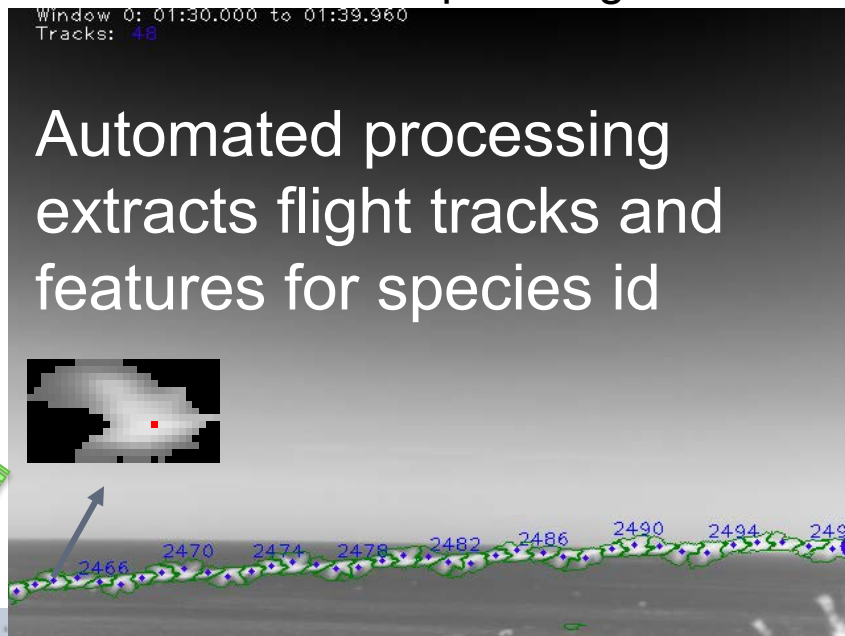 Window 0: 01:30.000 to 01:39.960
Tracks: 48
Automated processing
extracts flight tracks and
features for species id
2466 2470 2474 2478 2482 2486 2490 2494